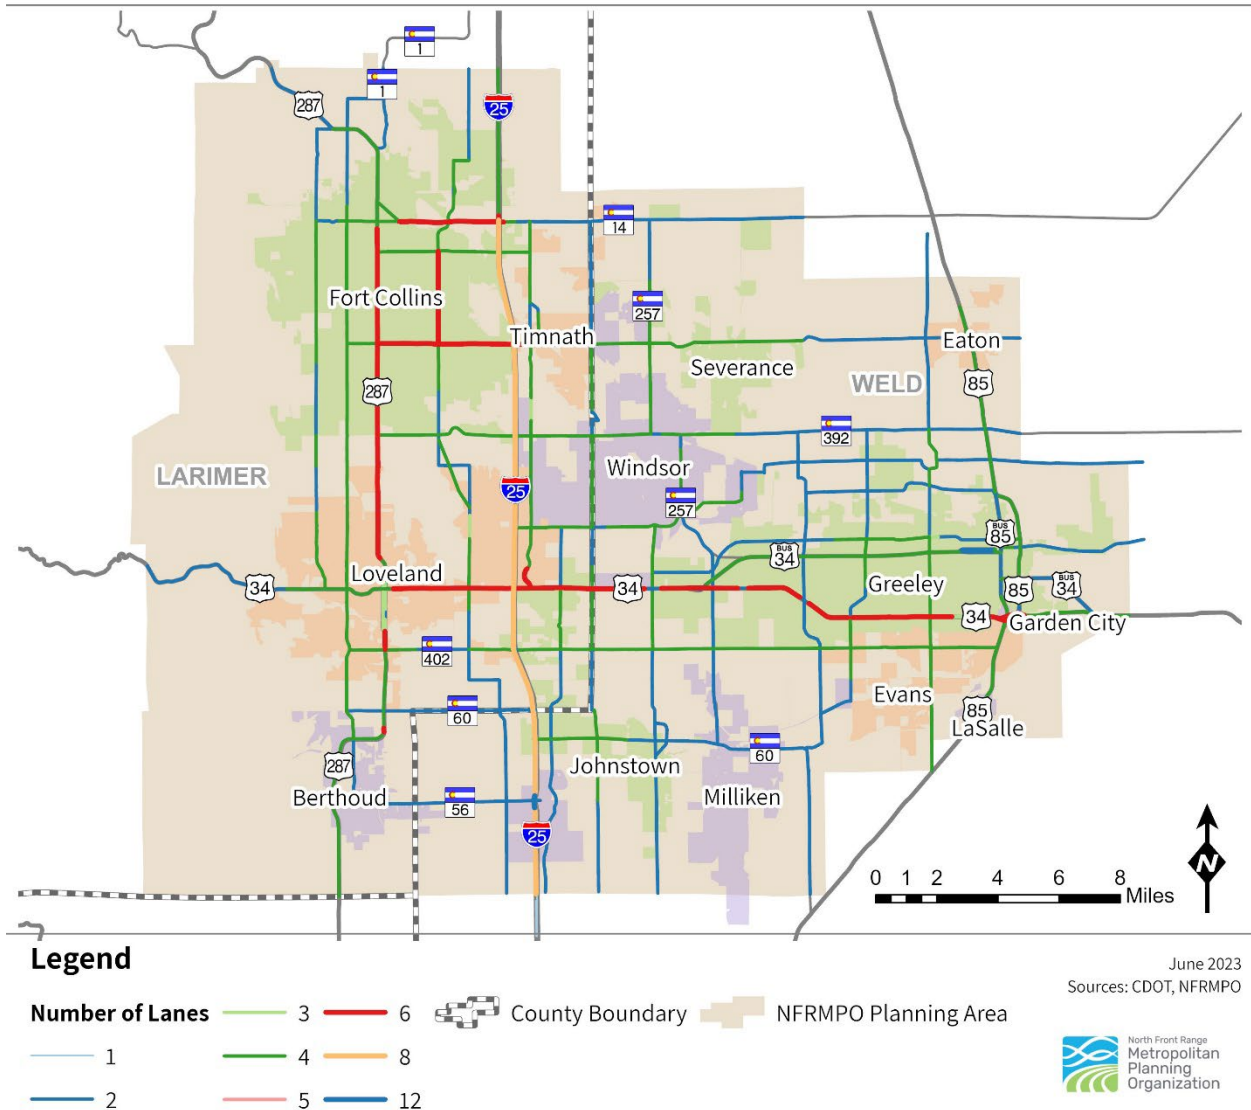 1
1
287
25
14
Fort Collins
257
Timnath
Eaton
Severance
WELD
85
287
392
LARIMER
Windsor
25
257
BUS
85
BUS
34
Loveland
34
34
Greeley
85
BUS
34
34
Garden City
402
Evans
60
85
LaSalle
60
287
Johnstown
Berthoud
56
Milliken
25
N
0 1 2 4 6 8
Miles
Legend
June 2023
Sources: CDOT, NFRMPO
Number of Lanes
3
6
County Boundary
NFRMPO Planning Area
1
4
8
2
5
12
North Front Range
Metropolitan
Planning
Organization